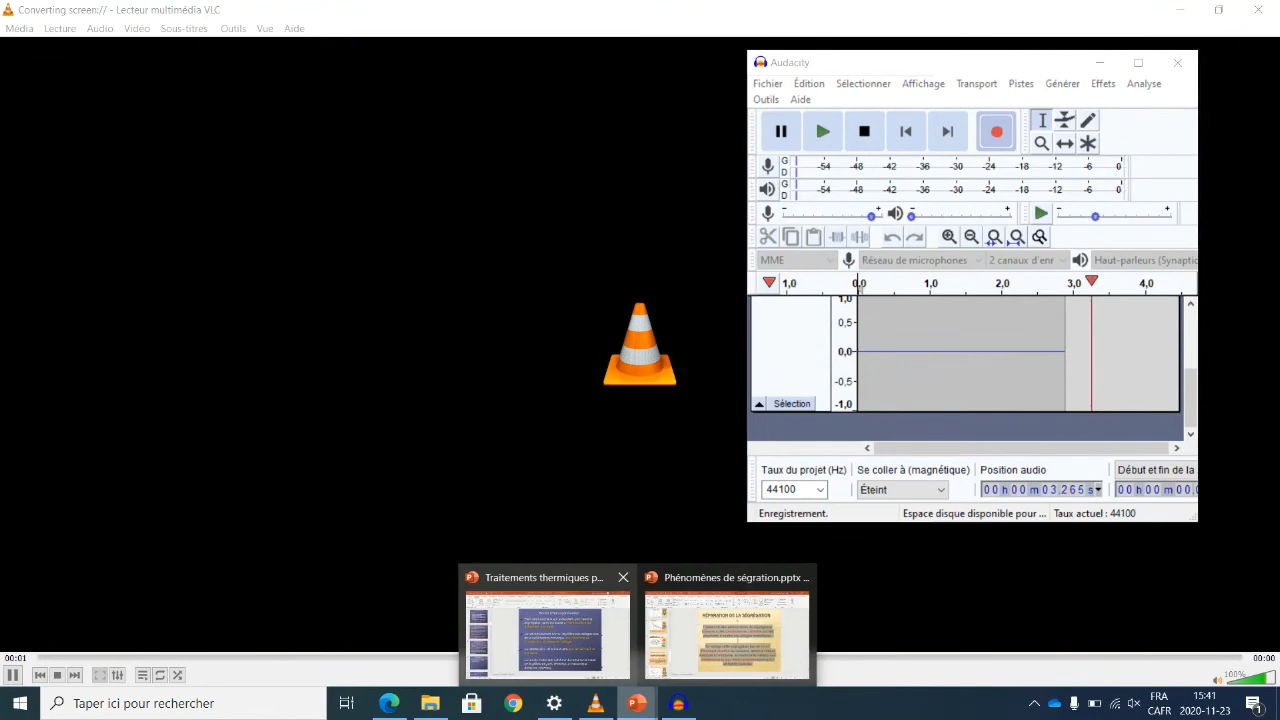 Converting screen:// - Lecteur multimédia VLC
Média Lecture Audio Vidéo Sous-titres Outils Vue Aide
Audacity
Fichier Édition Sélectionner Affichage Transport Pistes Générer Effets Analyse
Outils Aide
G
D
-54 -48 -42 -36 -30 -24 -18 -12 -6 0
G
D
-54 -48 -42 -36 -30 -24 -18 -12 -6 0
MME Réseau de microphones 2 canaux d'enr Haut-parleurs (Synaptic
1,0 0,0 1,0 2,0 3,0 4,0
1,0
0,5
0,0
-0,5
-1,0
Sélection
Taux du projet (Hz) Se coller à (magnétique) Position audio Début et fin de la
44100 Éteint 00 h 00 m 03,265 s 00 h 00 m 00,
Enregistrement. Espace disque disponible pour ... Taux actuel : 44100
Traitements thermiques p... Phénomènes de ségration.pptx ...
RÉPARATION DE LA SÉGRÉGATION
100%
Taper ici pour rechercher
FRA
CAFR
15:41
2020-11-23
1